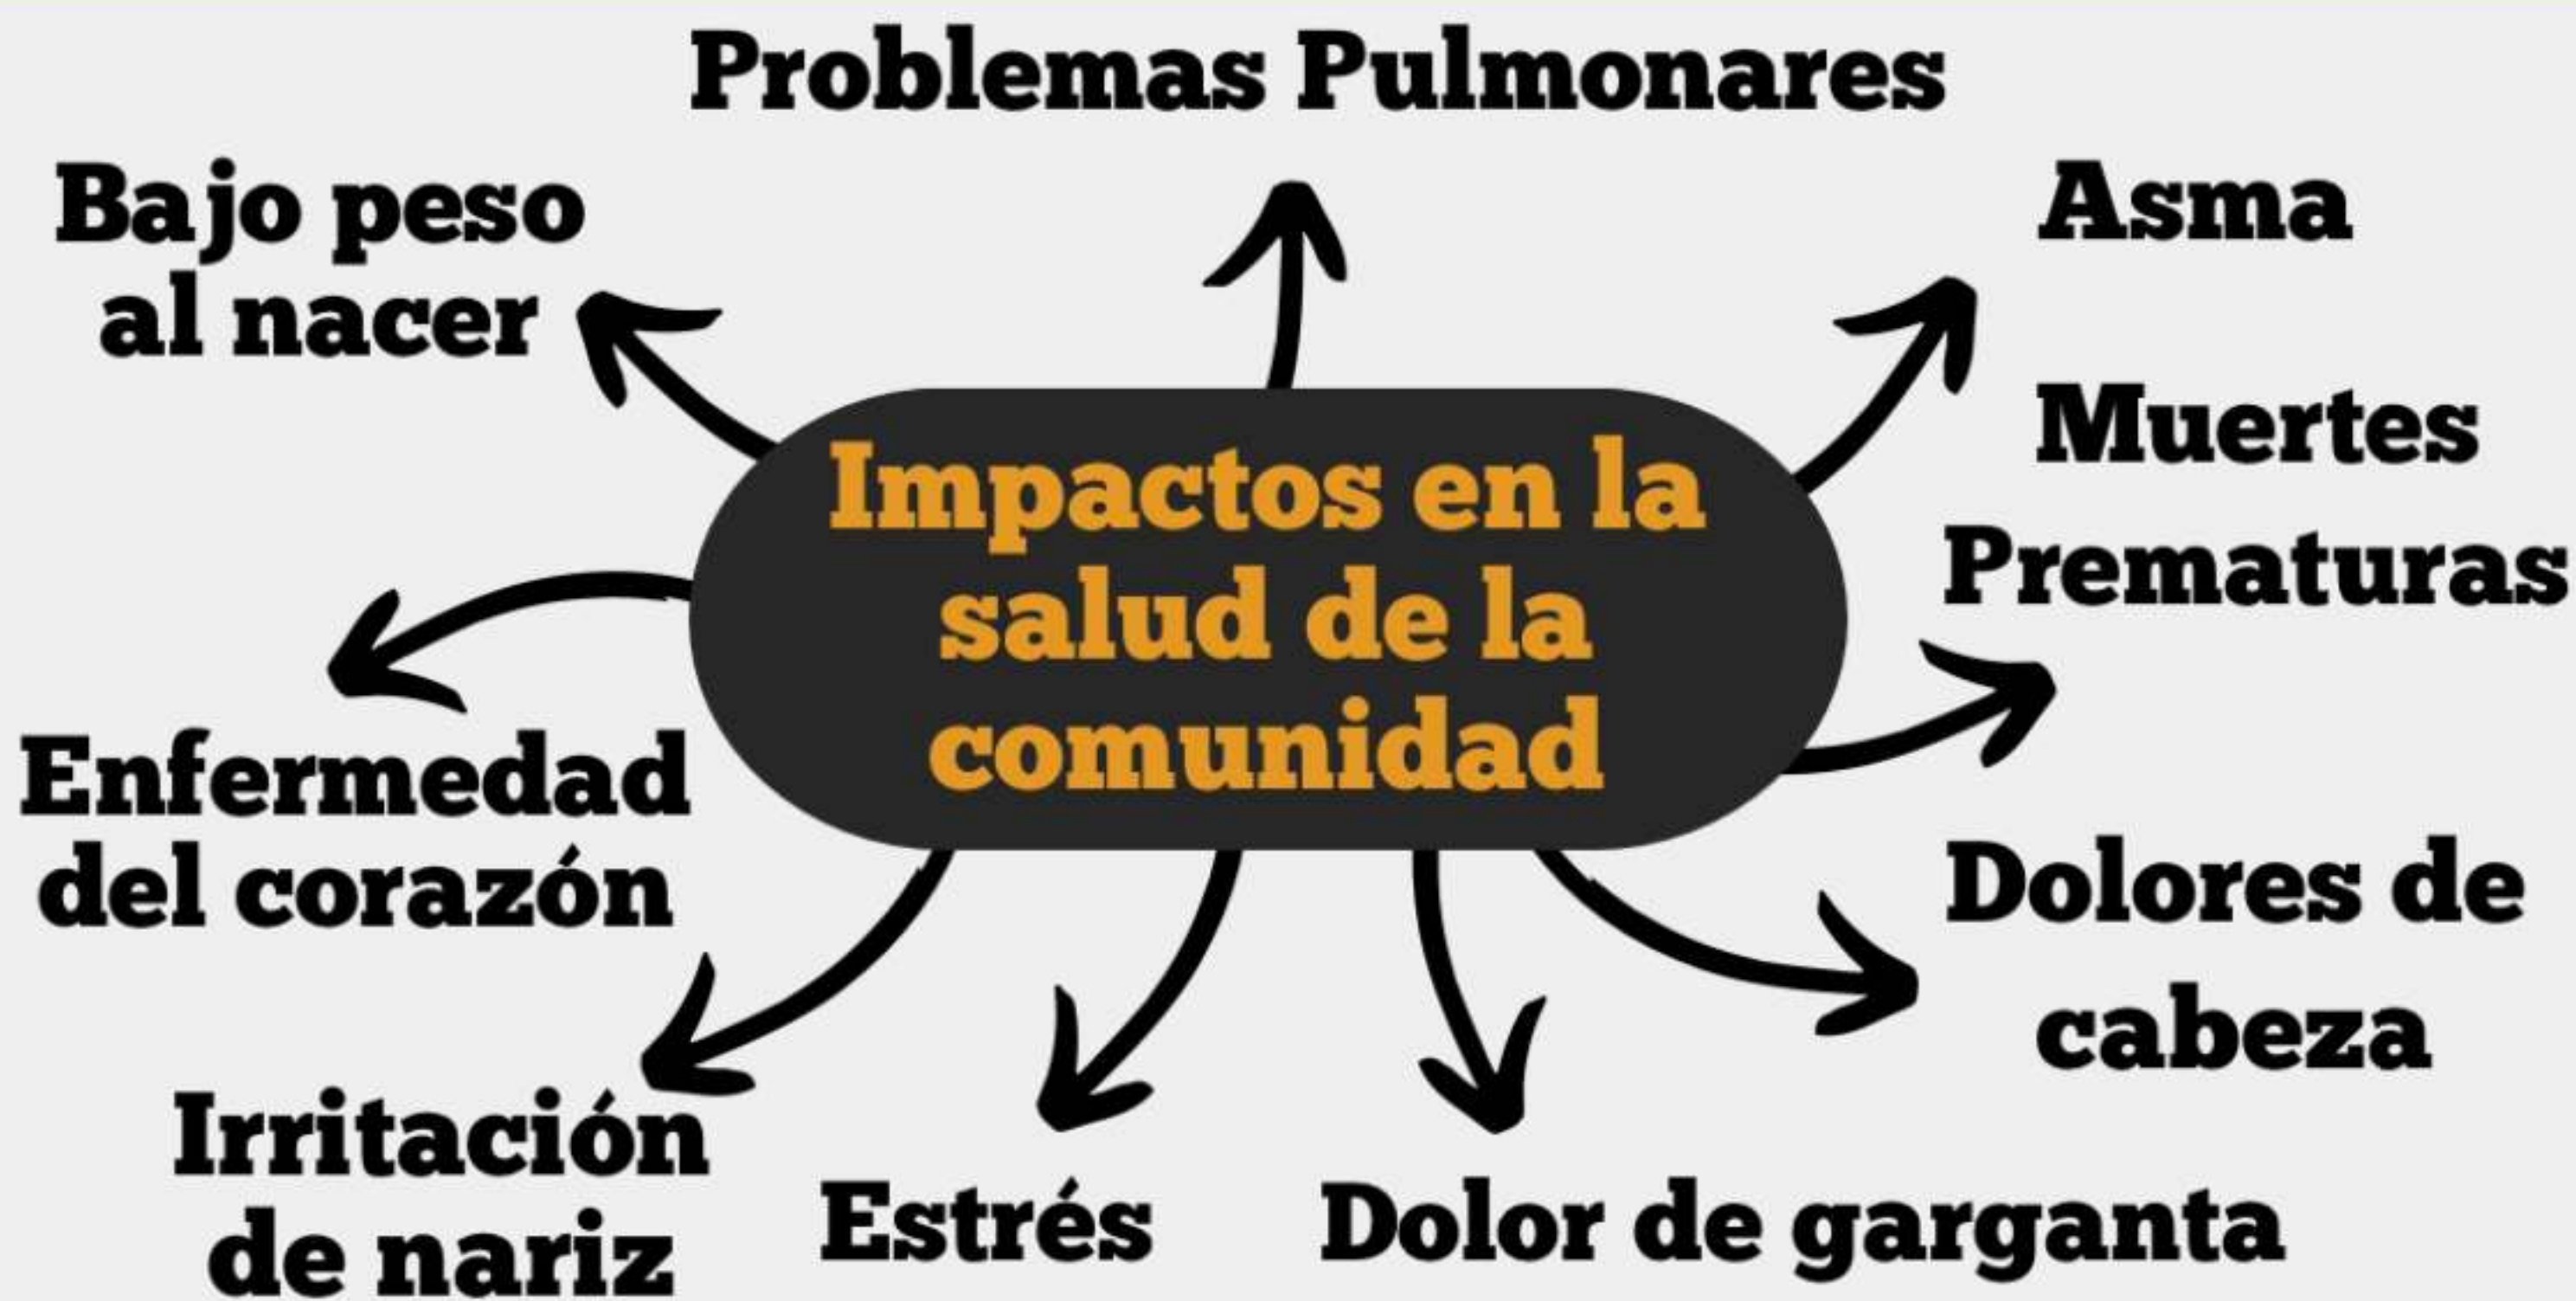 Problemas Pulmonares
Bajo peso
al nacer
Asma
Muertes
Prematuras
Impactos en la
salud de la
comunidad
Enfermedad
del corazón
Dolores de
cabeza
Irritación
de nariz
Estrés
Dolor de garganta